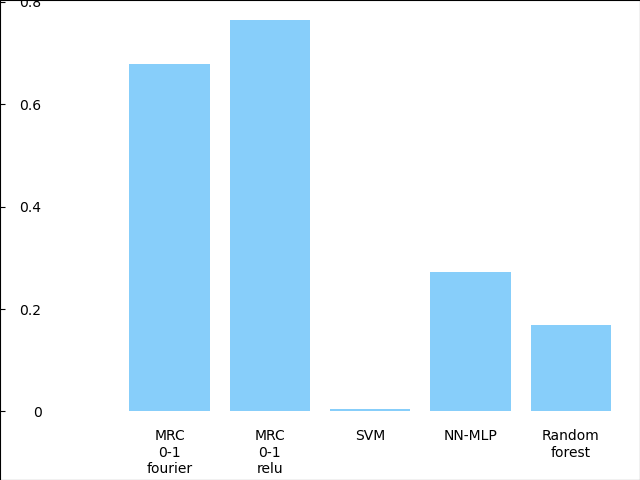 0.8
0.6
0.4
0.2
0
MRC
0-1
fourier
MRC
0-1
relu
SVM
NN-MLP
Random
forest